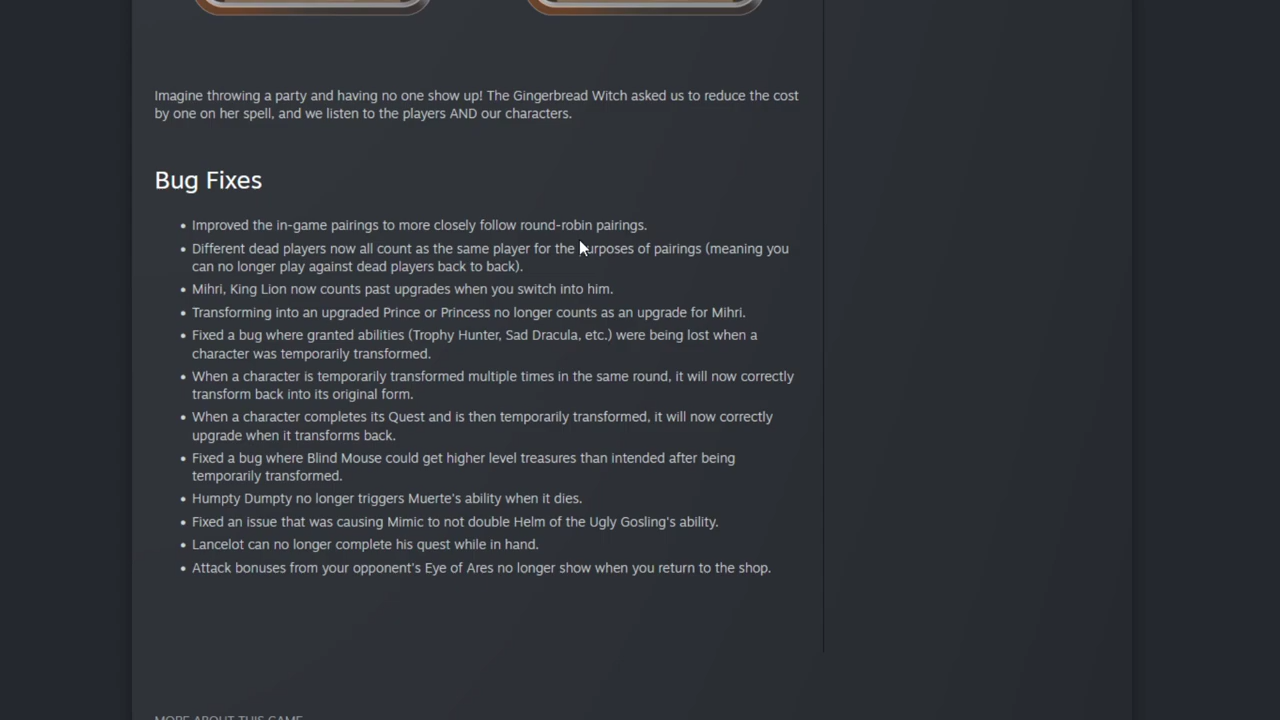 Imagine throwing a party and having no one show up! The Gingerbread Witch asked us to reduce the cost
by one on her spell, and we listen to the players AND our characters.
Bug Fixes
• Improved the in-game pairings to more closely follow round-robin pairings.
• Different dead players now all count as the same player for the purposes of pairings (meaning you
can no longer play against dead players back to back).
• Mihri, King Lion now counts past upgrades when you switch into him.
• Transforming into an upgraded Prince or Princess no longer counts as an upgrade for Mihri.
• Fixed a bug where granted abilities (Trophy Hunter, Sad Dracula, etc.) were being lost when a
character was temporarily transformed.
• When a character is temporarily transformed multiple times in the same round, it will now correctly
transform back into its original form.
• When a character completes its Quest and is then temporarily transformed, it will now correctly
upgrade when it transforms back.
• Fixed a bug where Blind Mouse could get higher level treasures than intended after being
temporarily transformed.
• Humpty Dumpty no longer triggers Muerte's ability when it dies.
• Fixed an issue that was causing Mimic to not double Helm of the Ugly Gosling's ability.
• Lancelot can no longer complete his quest while in hand.
• Attack bonuses from your opponent's Eye of Ares no longer show when you return to the shop.
MORE ABOUT THIS GAME